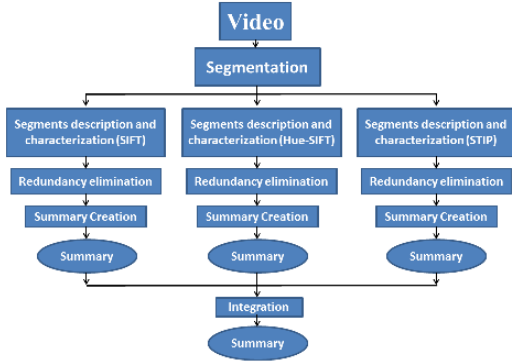 Video
Segmentation
Segments description and
characterization (SIFT)
Segments description and
characterization (Hue-SIFT)
Segments description and
characterization (STIP)
Redundancy elimination
Redundancy elimination
Redundancy elimination
Summary Creation
Summary Creation
Summary Creation
Summary
Summary
Summary
Integration
Summary